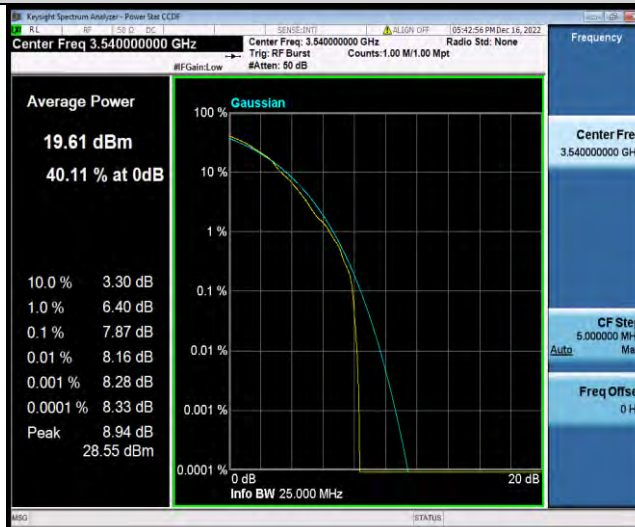 Keysight Spectrum Analyzer - Power Stat CCDF
RL RF 50 Ω DC SENSE:INT ALIGN OFF 05:42:56 PM Dec 16, 2022
Center Freq 3.540000000 GHz
Center Freq: 3.540000000 GHz Radio Std: None
Trig: RF Burst Counts:1.00 M/1.00 Mpt
#IFGain:Low #Atten: 50 dB
Frequency
Average Power
19.61 dBm
40.11 % at 0dB
10.0 % 3.30 dB
1.0 % 6.40 dB
0.1 % 7.87 dB
0.01 % 8.16 dB
0.001 % 8.28 dB
0.0001 % 8.33 dB
Peak 8.94 dB
28.55 dBm
Gaussian
100 %
10 %
1 %
0.1 %
0.01 %
0.001 %
0.0001 %
0 dB 20 dB
Info BW 25.000 MHz
Center Fre
3.540000000 GH
CF Ste
5.000000 MH
Auto Ma
Freq Offse
0 H
MSG STATUS